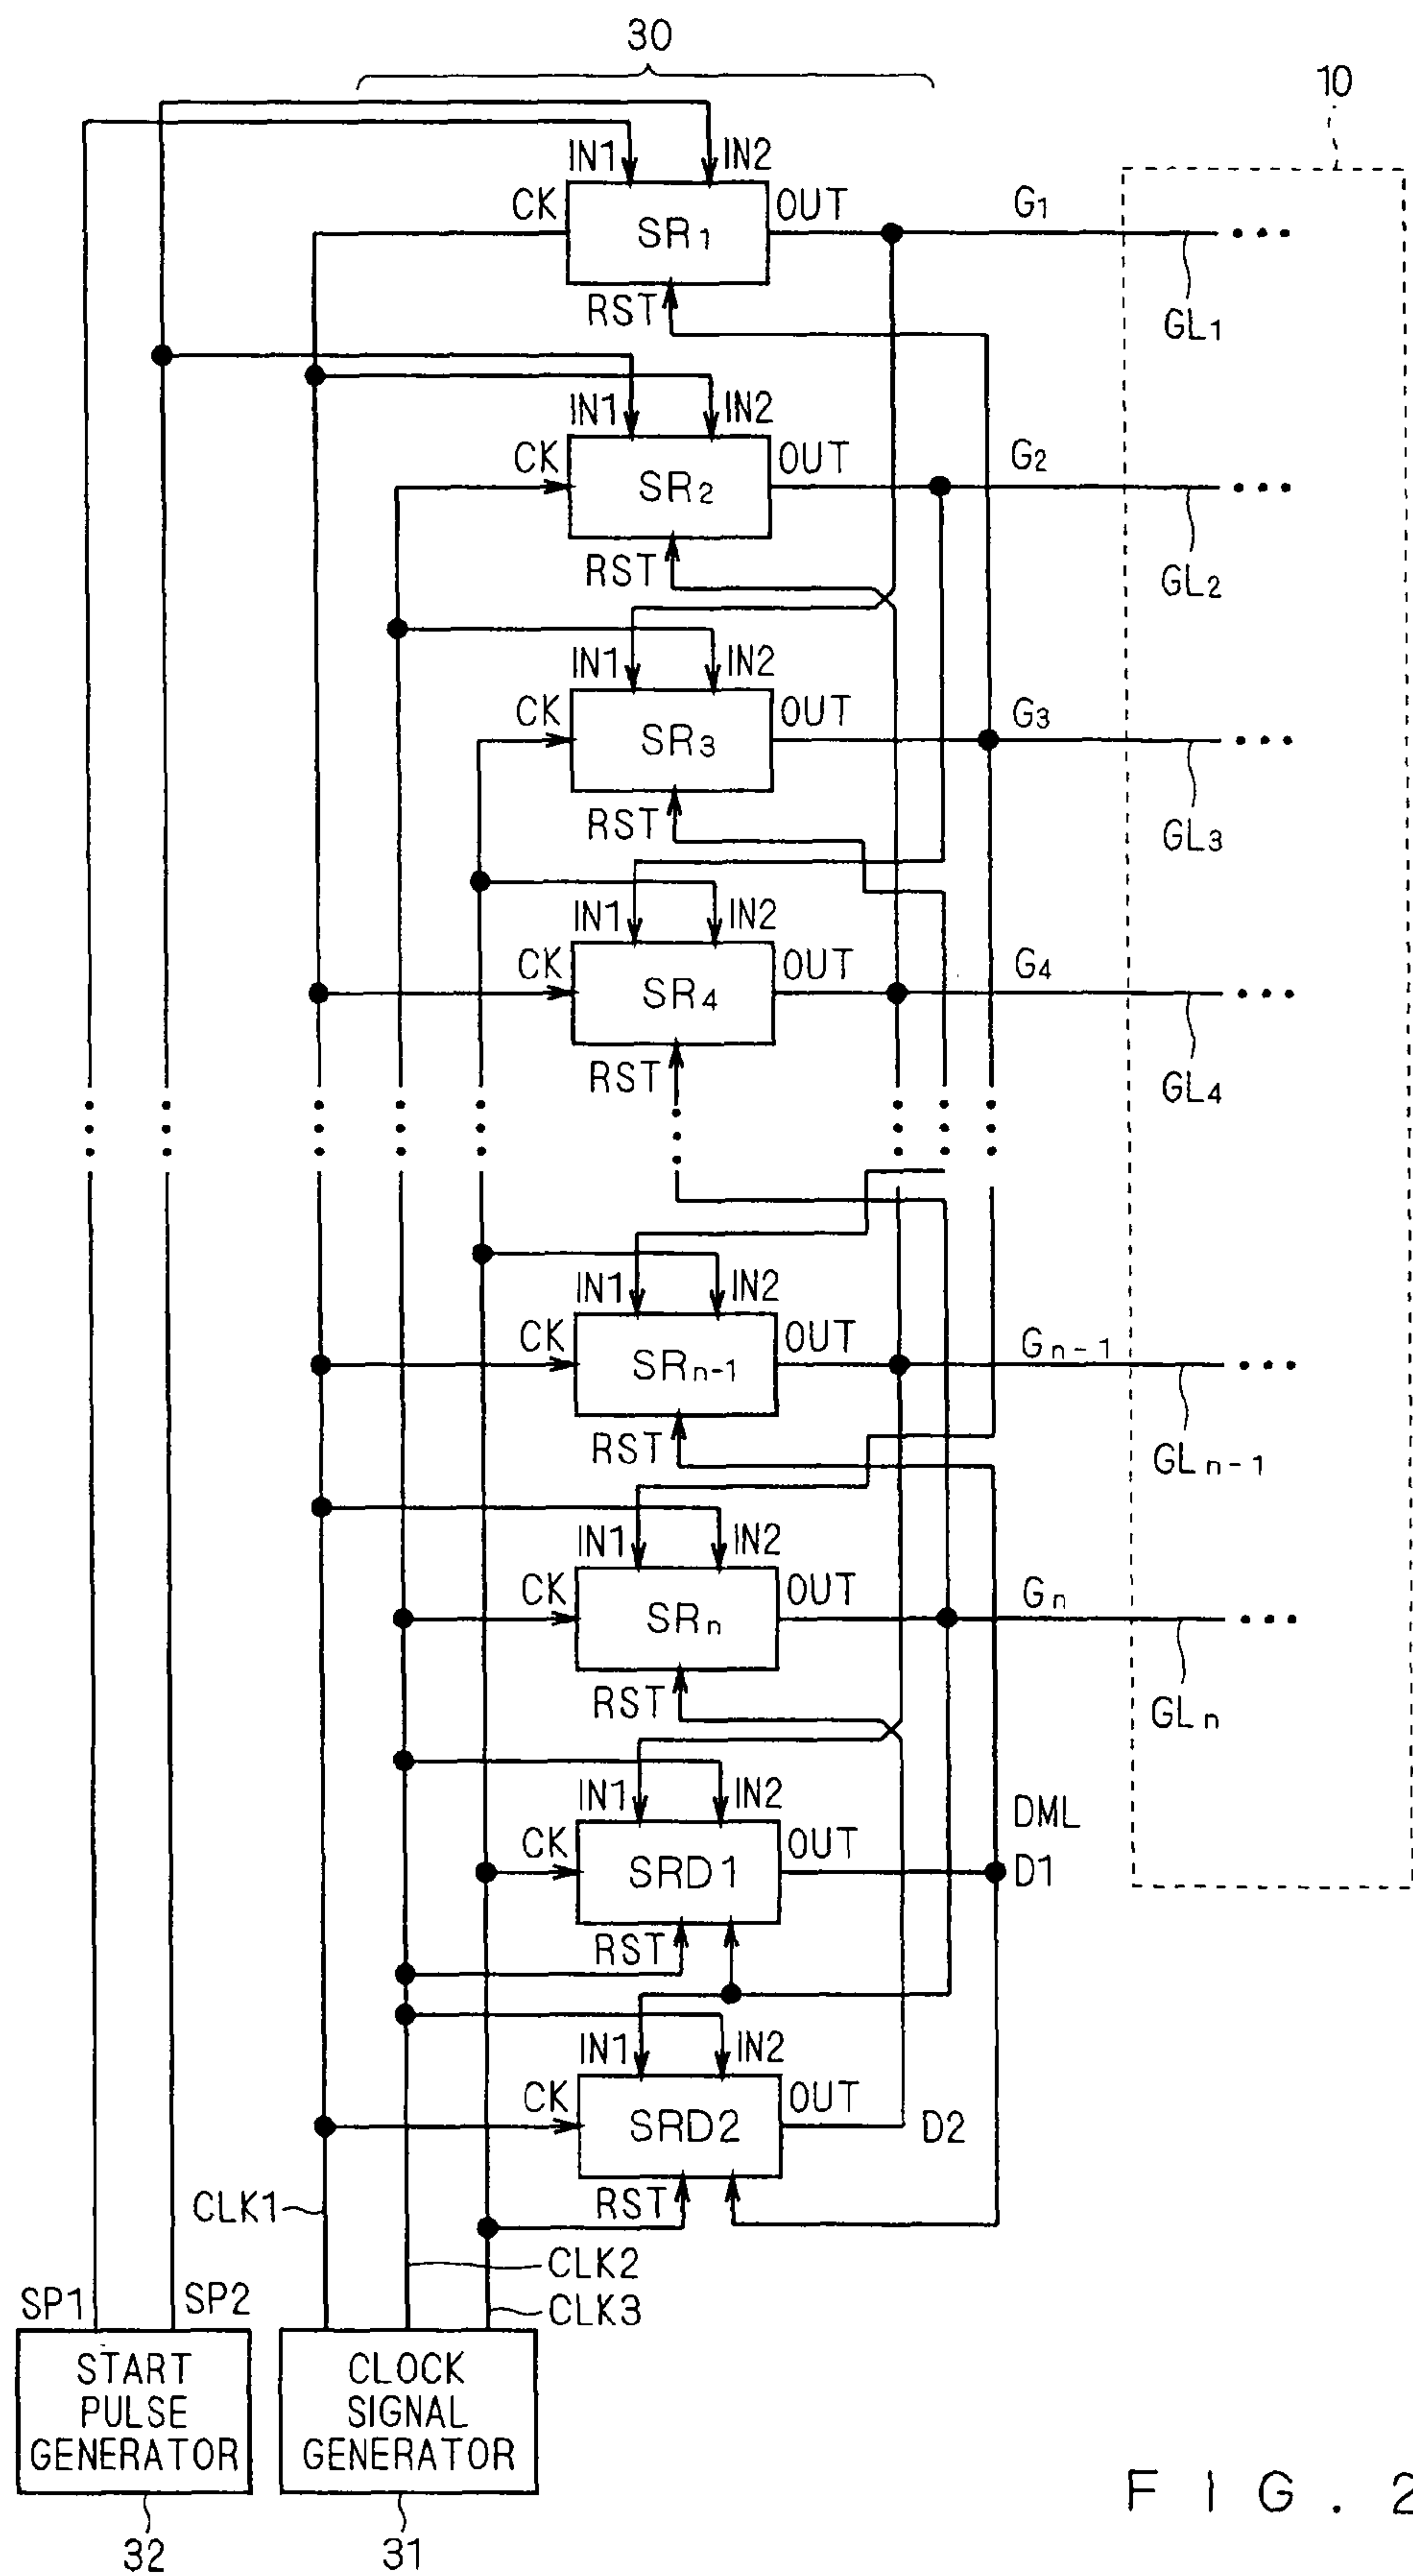 30
10
IN1 IN2
CK SR1 OUT G1
RST GL1
IN1 IN2
CK SR2 OUT G2
RST GL2
IN1 IN2
CK SR3 OUT G3
RST GL3
IN1 IN2
CK SR4 OUT G4
RST GL4
IN1 IN2
CK SRn-1 OUT Gn-1
RST GLn-1
IN1 IN2
CK SRn OUT Gn
RST GLn
IN1 IN2
DML
CK SRD1 OUT D1
RST
IN1 IN2
CK SRD2 OUT D2
RST
CLK1
CLK2
SP1 SP2 CLK3
START PULSE GENERATOR
CLOCK SIGNAL GENERATOR
32 31
FIG. 2